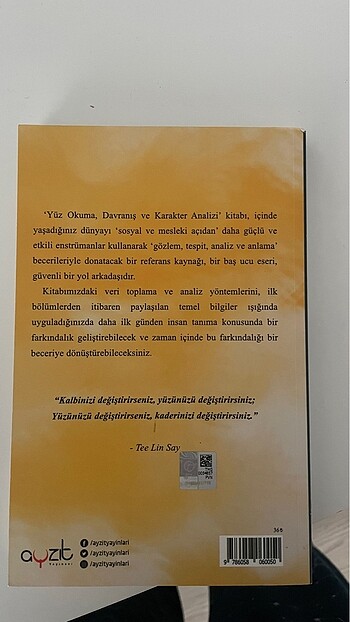 'Yüz Okuma, Davranış ve Karakter Analizi' kitabı, içinde
yaşadığınız dünyayı 'sosyal ve mesleki açıdan' daha güçlü ve
etkili enstrümanlar kullanarak 'gözlem, tespit, analiz ve anlama'
becerileriyle donatacak bir referans kaynağı, bir baş ucu eseri,
güvenli bir yol arkadaşıdır.
Kitabımızdaki veri toplama ve analiz yöntemlerini, ilk
bölümlerden itibaren paylaşılan temel bilgiler ışığında
uyguladığınızda daha ilk günden insan tanıma konusunda bir
farkındalık geliştirebilecek ve zaman içinde bu farkındalığı bir
beceriye dönüştürebileceksiniz.
"Kalbinizi değiştirirseniz, yüzünüzü değiştirirsiniz;
Yüzünüzü değiştirirseniz, kaderinizi değiştirirsiniz."
- Tee Lin Say
368
ayzit
/ayzityayinlari
/ayzityayinlari
/ayzityayinlari
9 786058 060050